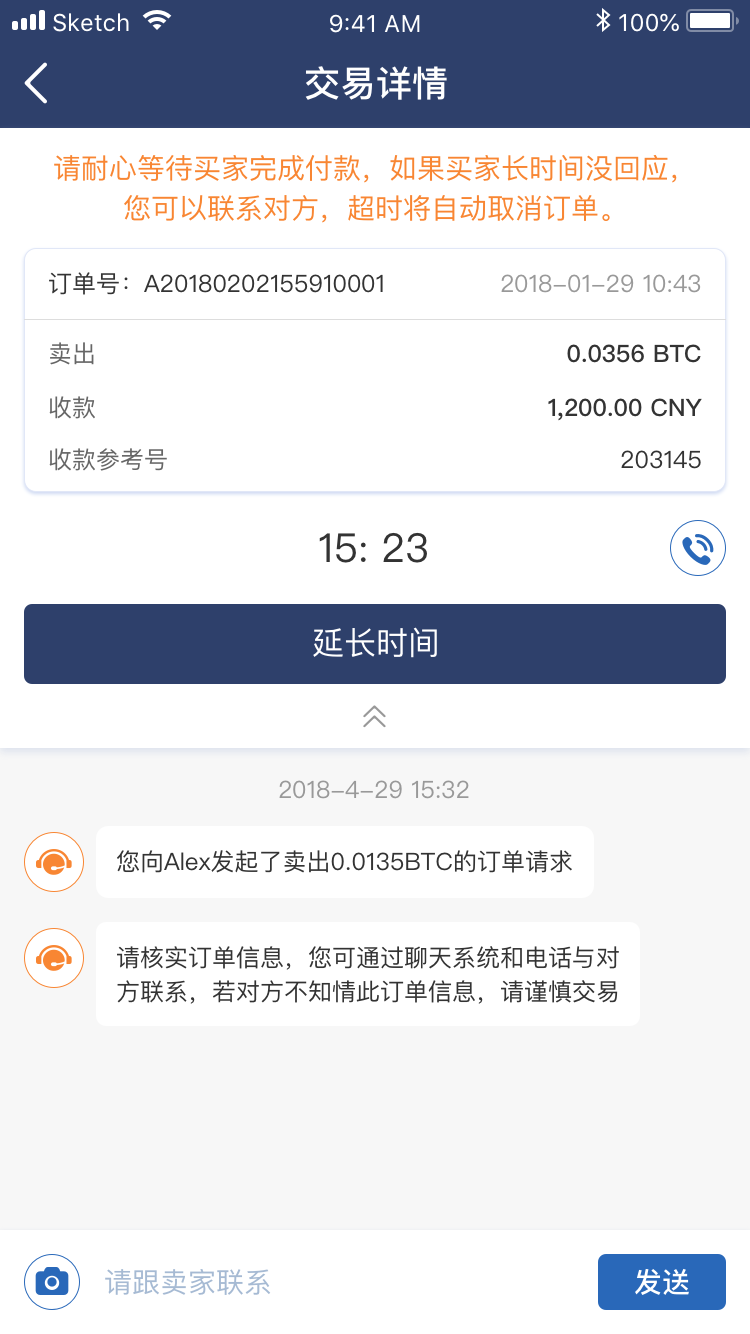 Sketch 9:41 AM 100%
交易详情
请耐心等待买家完成付款，如果买家长时间没回应，
您可以联系对方，超时将自动取消订单。
订单号：A20180202155910001 2018-01-29 10:43
卖出 0.0356 BTC
收款 1,200.00 CNY
收款参考号 203145
15: 23
延长时间
2018-4-29 15:32
您向Alex发起了卖出0.0135BTC的订单请求
请核实订单信息，您可通过聊天系统和电话与对
方联系，若对方不知情此订单信息，请谨慎交易
请跟卖家联系 发送